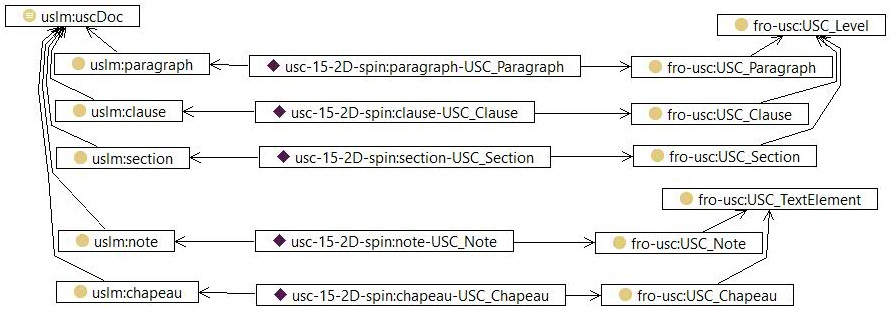 uslm:uscDoc
fro-usc:USC_Level
uslm:paragraph
usc-15-2D-spin:paragraph-USC_Paragraph
fro-usc:USC_Paragraph
uslm:clause
usc-15-2D-spin:clause-USC_Clause
fro-usc:USC_Clause
uslm:section
usc-15-2D-spin:section-USC_Section
fro-usc:USC_Section
fro-usc:USC_TextElement
uslm:note
usc-15-2D-spin:note-USC_Note
fro-usc:USC_Note
uslm:chapeau
usc-15-2D-spin:chapeau-USC_Chapeau
fro-usc:USC_Chapeau